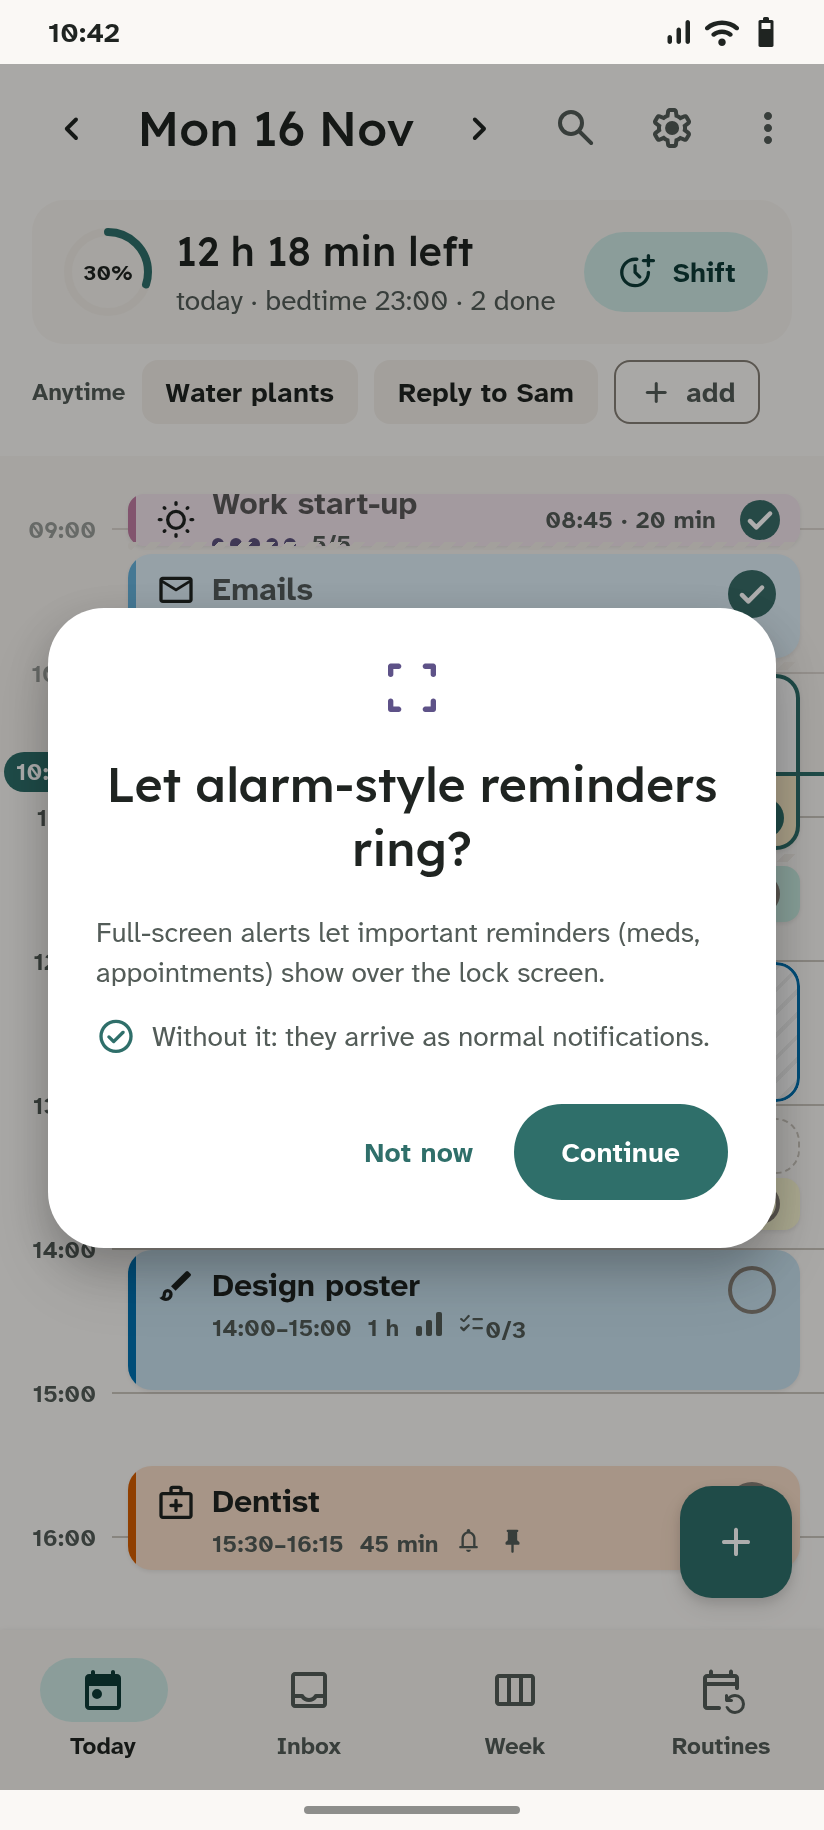 10:42
Mon 16 Nov
30%
12 h 18 min left
today · bedtime 23:00 · 2 done
Shift
Anytime
Water plants
Reply to Sam
add
09:00
Work start-up
5/5
08:45 · 20 min
Emails
Let alarm-style reminders
ring?
Full-screen alerts let important reminders (meds,
appointments) show over the lock screen.
Without it: they arrive as normal notifications.
Not now
Continue
14:00
Design poster
14:00–15:00 1 h 0/3
15:00
Dentist
15:30–16:15 45 min
16:00
Today
Inbox
Week
Routines